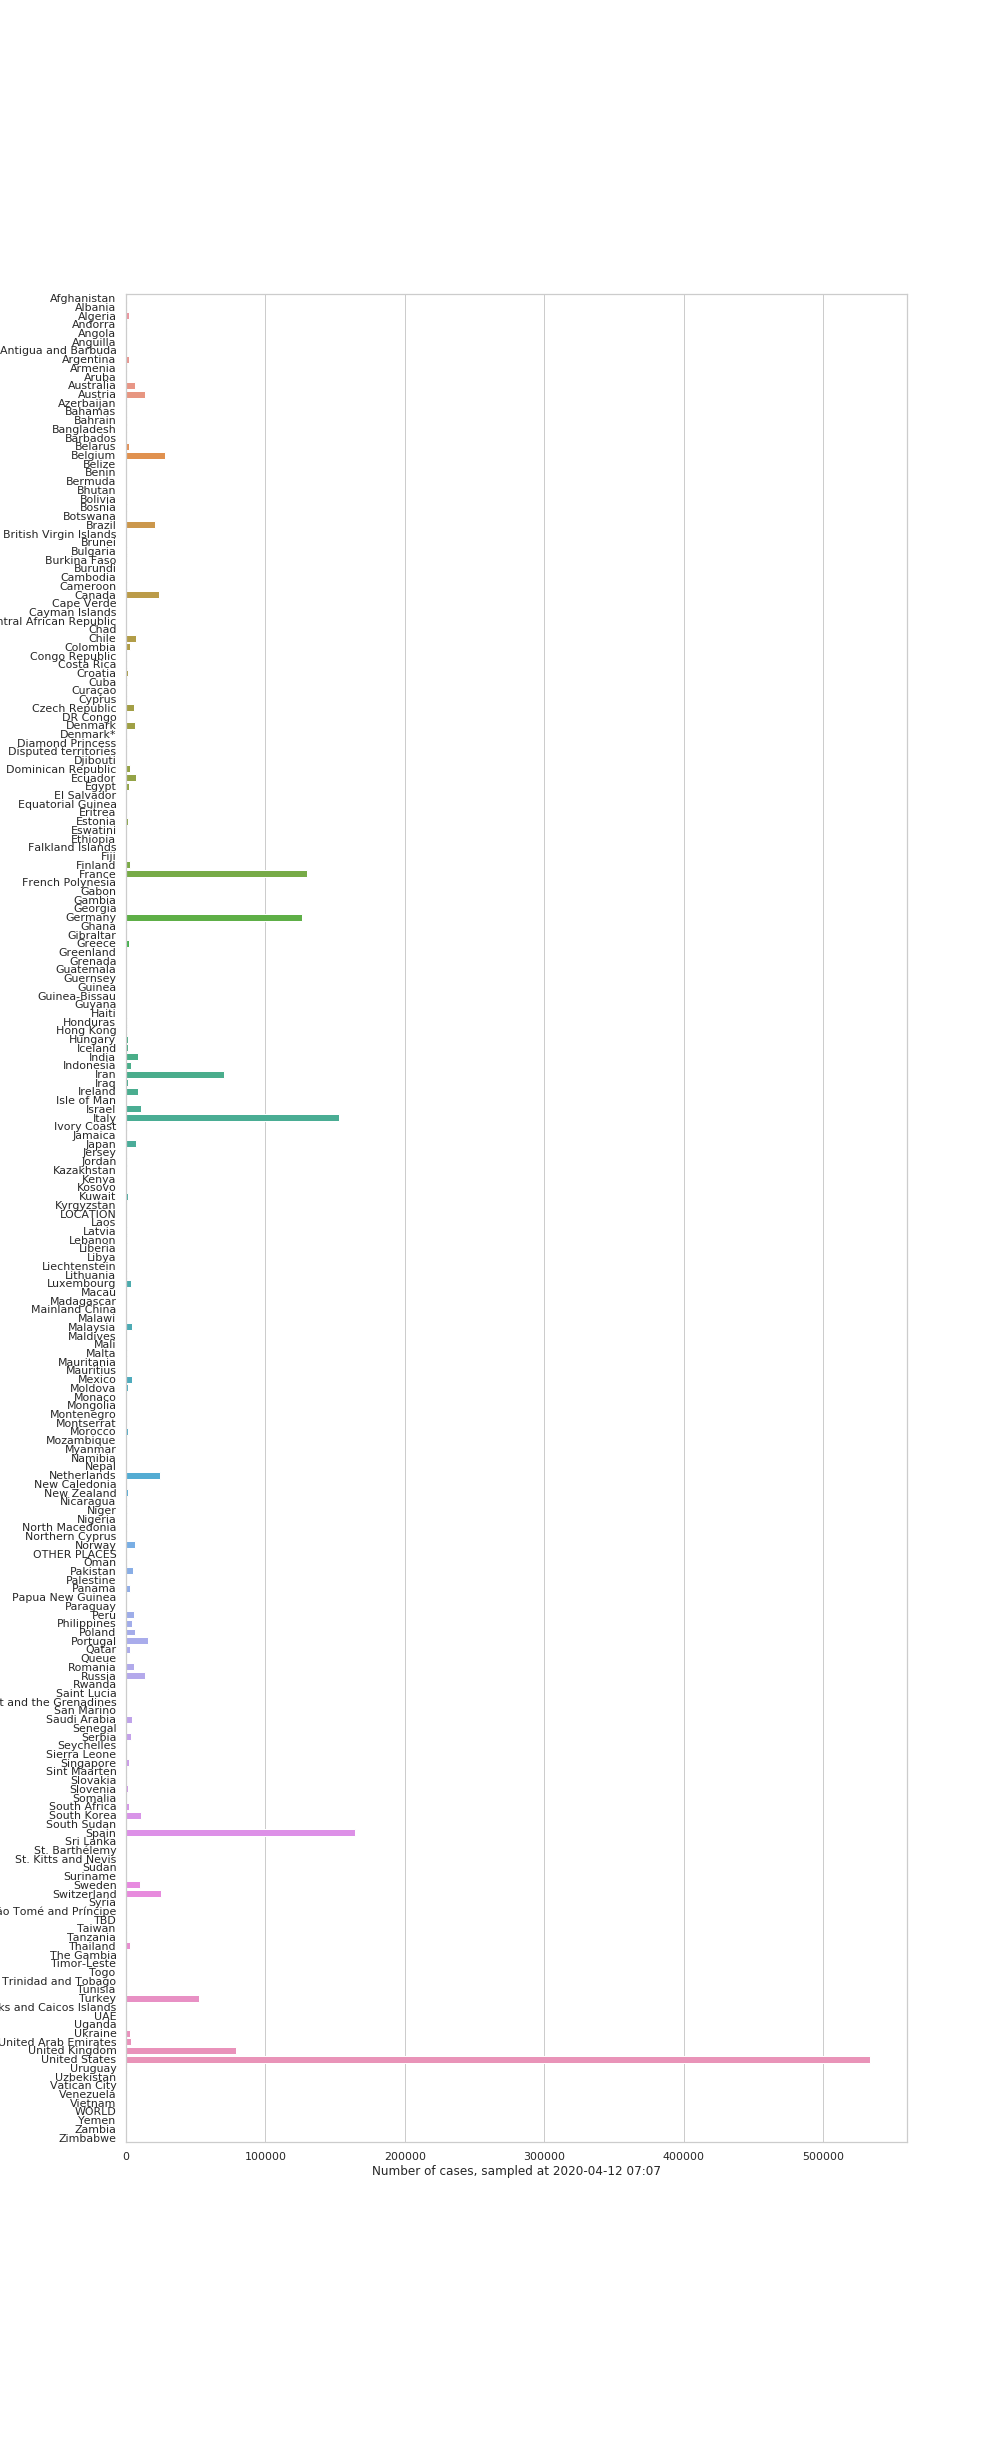 Afghanistan
Albania
Algeria
Andorra
Angola
Anguilla
Antigua and Barbuda
Argentina
Armenia
Aruba
Australia
Austria
Azerbaijan
Bahamas
Bahrain
Bangladesh
Barbados
Belarus
Belgium
Belize
Benin
Bermuda
Bhutan
Bolivia
Bosnia
Botswana
Brazil
British Virgin Islands
Brunei
Bulgaria
Burkina Faso
Burundi
Cambodia
Cameroon
Canada
Cape Verde
Cayman Islands
ntral African Republic
Chad
Chile
Colombia
Congo Republic
Costa Rica
Croatia
Cuba
Curaçao
Cyprus
Czech Republic
DR Congo
Denmark
Denmark*
Diamond Princess
Disputed territories
Djibouti
Dominican Republic
Ecuador
Egypt
El Salvador
Equatorial Guinea
Eritrea
Estonia
Eswatini
Ethiopia
Falkland Islands
Fiji
Finland
France
French Polynesia
Gabon
Gambia
Georgia
Germany
Ghana
Gibraltar
Greece
Greenland
Grenada
Guatemala
Guernsey
Guinea
Guinea-Bissau
Guyana
Haiti
Honduras
Hong Kong
Hungary
Iceland
India
Indonesia
Iran
Iraq
Ireland
Isle of Man
Israel
Italy
Ivory Coast
Jamaica
Japan
Jersey
Jordan
Kazakhstan
Kenya
Kosovo
Kuwait
Kyrgyzstan
LOCATION
Laos
Latvia
Lebanon
Liberia
Libya
Liechtenstein
Lithuania
Luxembourg
Macau
Madagascar
Mainland China
Malawi
Malaysia
Maldives
Mali
Malta
Mauritania
Mauritius
Mexico
Moldova
Monaco
Mongolia
Montenegro
Montserrat
Morocco
Mozambique
Myanmar
Namibia
Nepal
Netherlands
New Caledonia
New Zealand
Nicaragua
Niger
Nigeria
North Macedonia
Northern Cyprus
Norway
OTHER PLACES
Oman
Pakistan
Palestine
Panama
Papua New Guinea
Paraguay
Peru
Philippines
Poland
Portugal
Qatar
Queue
Romania
Russia
Rwanda
Saint Lucia
t and the Grenadines
San Marino
Saudi Arabia
Senegal
Serbia
Seychelles
Sierra Leone
Singapore
Sint Maarten
Slovakia
Slovenia
Somalia
South Africa
South Korea
South Sudan
Spain
Sri Lanka
St. Barthélemy
St. Kitts and Nevis
Sudan
Suriname
Sweden
Switzerland
Syria
ão Tomé and Príncipe
TBD
Taiwan
Tanzania
Thailand
The Gambia
Timor-Leste
Togo
Trinidad and Tobago
Tunisia
Turkey
ks and Caicos Islands
UAE
Uganda
Ukraine
United Arab Emirates
United Kingdom
United States
Uruguay
Uzbekistan
Vatican City
Venezuela
Vietnam
WORLD
Yemen
Zambia
Zimbabwe
0 100000 200000 300000 400000 500000
Number of cases, sampled at 2020-04-12 07:07